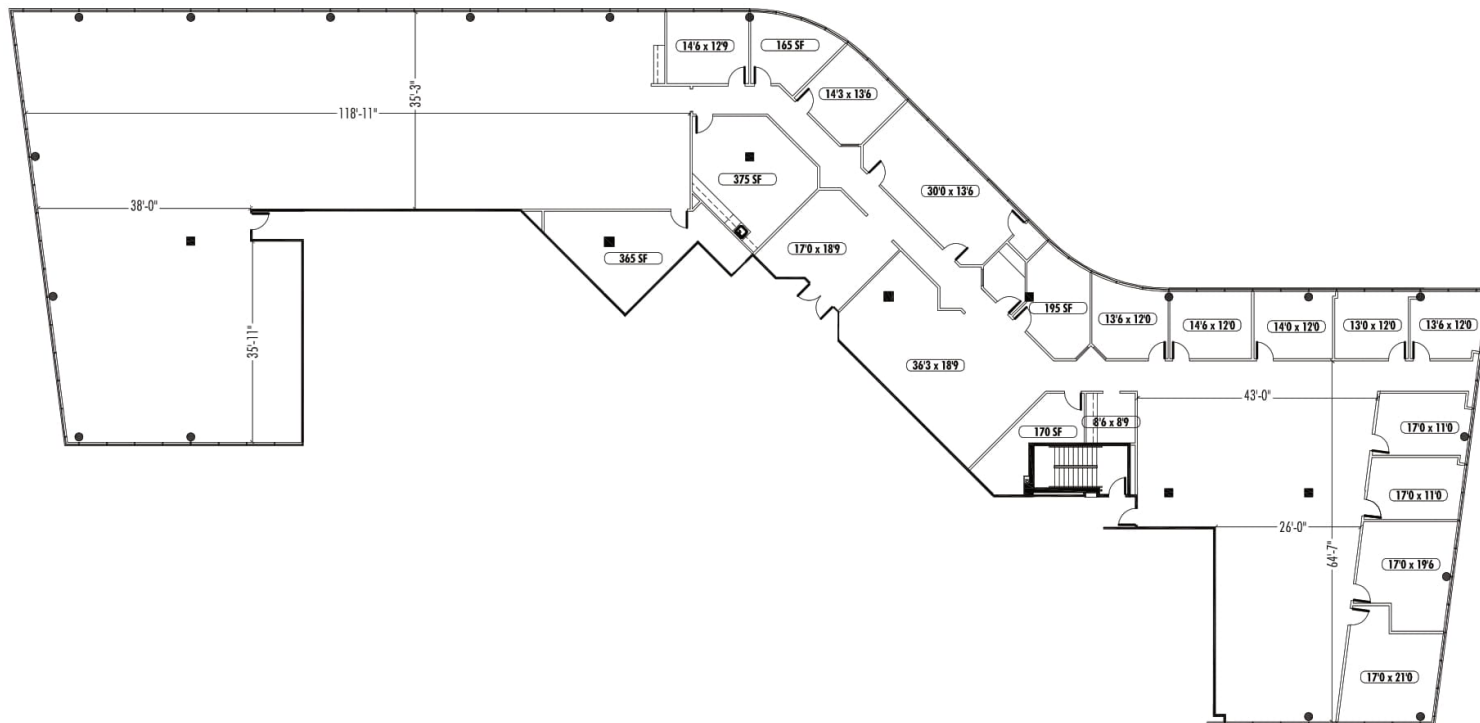 14'6 x 12'9
165 SF
14'3 x 13'6
35'-3"
118'-11"
375 SF
30'0 x 13'6
38'-0"
17'0 x 18'9
365 SF
195 SF
13'6 x 12'0
14'6 x 12'0
14'0 x 12'0
13'0 x 12'0
13'6 x 12'0
35'-11"
36'3 x 18'9
43'-0"
170 SF
8'6 x 8'9
17'0 x 11'0
17'0 x 11'0
26'-0"
64'-7"
17'0 x 19'6
17'0 x 21'0